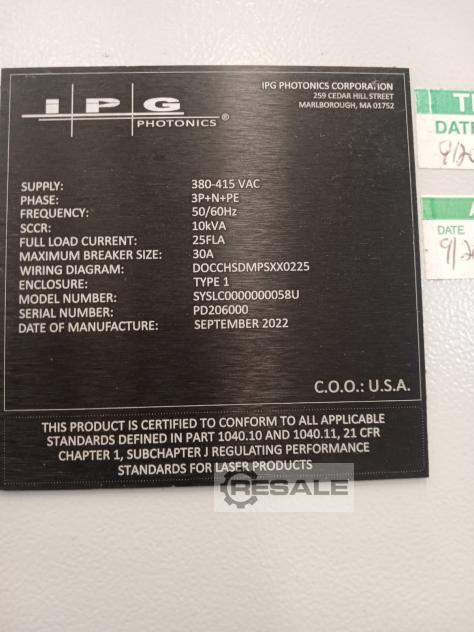 IPG
PHOTONICS®
IPG PHOTONICS CORPORATION
259 CEDAR HILL STREET
MARLBOROUGH, MA 01752
SUPPLY: 380-415 VAC
PHASE: 3P+N+PE
FREQUENCY: 50/60Hz
SCCR: 10kVA
FULL LOAD CURRENT: 25FLA
MAXIMUM BREAKER SIZE: 30A
WIRING DIAGRAM: DOCCHSDMPSXX0225
ENCLOSURE: TYPE 1
MODEL NUMBER: SYSLC0000000058U
SERIAL NUMBER: PD206000
DATE OF MANUFACTURE: SEPTEMBER 2022
C.O.O.: U.S.A.
THIS PRODUCT IS CERTIFIED TO CONFORM TO ALL APPLICABLE
STANDARDS DEFINED IN PART 1040.10 AND 1040.11, 21 CFR
CHAPTER 1, SUBCHAPTER J REGULATING PERFORMANCE
STANDARDS FOR LASER PRODUCTS
DATE
DATE
RESALE